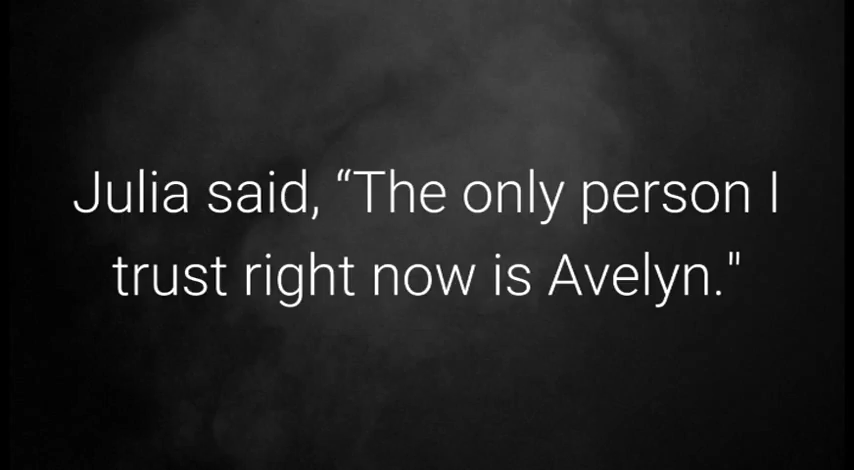 Julia said, “The only person I
trust right now is Avelyn."